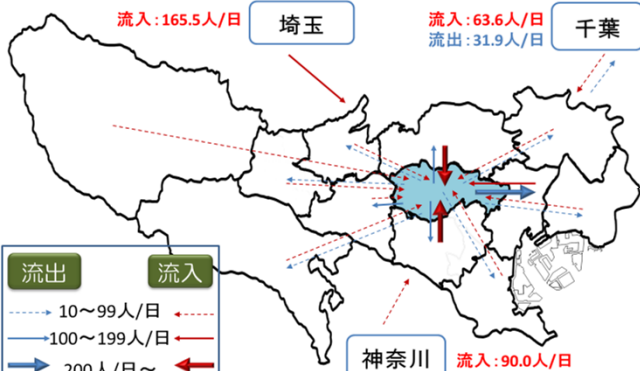 流入：165.5人/日
埼玉
流入：63.6人/日
流出：31.9人/日
千葉
流出
流入
10～99人/日
100～199人/日
200人/日～
神奈川
流入：90.0人/日